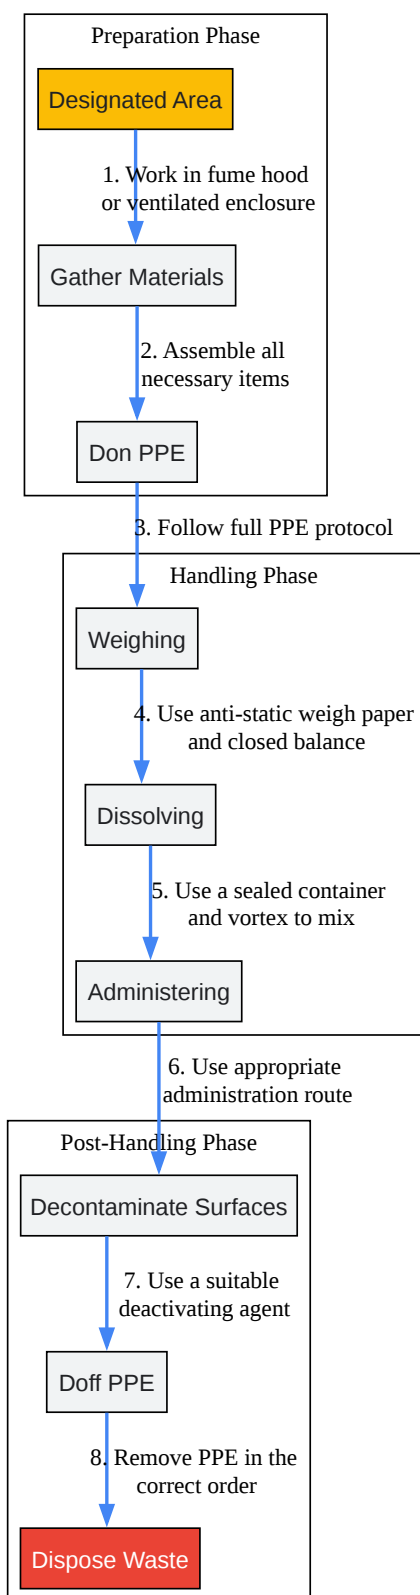 Preparation Phase
Designated Area
1. Work in fume hood
or ventilated enclosure
Gather Materials
2. Assemble all
necessary items
Don PPE
3. Follow full PPE protocol
Handling Phase
Weighing
4. Use anti-static weigh paper
and closed balance
Dissolving
5. Use a sealed container
and vortex to mix
Administering
6. Use appropriate
administration route
Post-Handling Phase
Decontaminate Surfaces
7. Use a suitable
deactivating agent
Doff PPE
8. Remove PPE in the
correct order
Dispose Waste